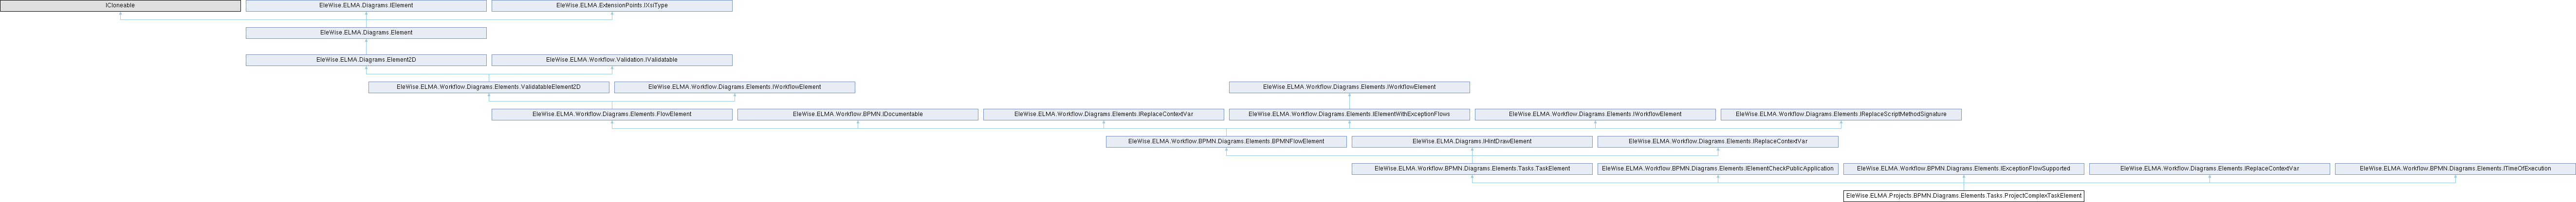 ICloneable
EleWise.ELMA.Diagrams.IElement
EleWise.ELMA.ExtensionPoints.IXsiType
EleWise.ELMA.Diagrams.Element
EleWise.ELMA.Diagrams.Element2D
EleWise.ELMA.Workflow.Validation.IValidatable
EleWise.ELMA.Workflow.Diagrams.Elements.ValidatableElement2D
EleWise.ELMA.Workflow.Diagrams.Elements.IWorkflowElement
EleWise.ELMA.Workflow.Diagrams.Elements.IWorkflowElement
EleWise.ELMA.Workflow.Diagrams.Elements.FlowElement
EleWise.ELMA.Workflow.BPMN.IDocumentable
EleWise.ELMA.Workflow.Diagrams.Elements.IReplaceContextVar
EleWise.ELMA.Workflow.Diagrams.Elements.IElementWithExceptionFlows
EleWise.ELMA.Workflow.Diagrams.Elements.IWorkflowElement
EleWise.ELMA.Workflow.Diagrams.Elements.IReplaceScriptMethodSignature
EleWise.ELMA.Workflow.BPMN.Diagrams.Elements.BPMNFlowElement
EleWise.ELMA.Diagrams.IHintDrawElement
EleWise.ELMA.Workflow.Diagrams.Elements.IReplaceContextVar
EleWise.ELMA.Workflow.BPMN.Diagrams.Elements.Tasks.TaskElement
EleWise.ELMA.Workflow.BPMN.Diagrams.Elements.IElementCheckPublicApplication
EleWise.ELMA.Workflow.BPMN.Diagrams.Elements.IExceptionFlowSupported
EleWise.ELMA.Workflow.Diagrams.Elements.IReplaceContextVar
EleWise.ELMA.Workflow.BPMN.Diagrams.Elements.ITimeOfExecution
EleWise.ELMA.Projects.BPMN.Diagrams.Elements.Tasks.ProjectComplexTaskElement